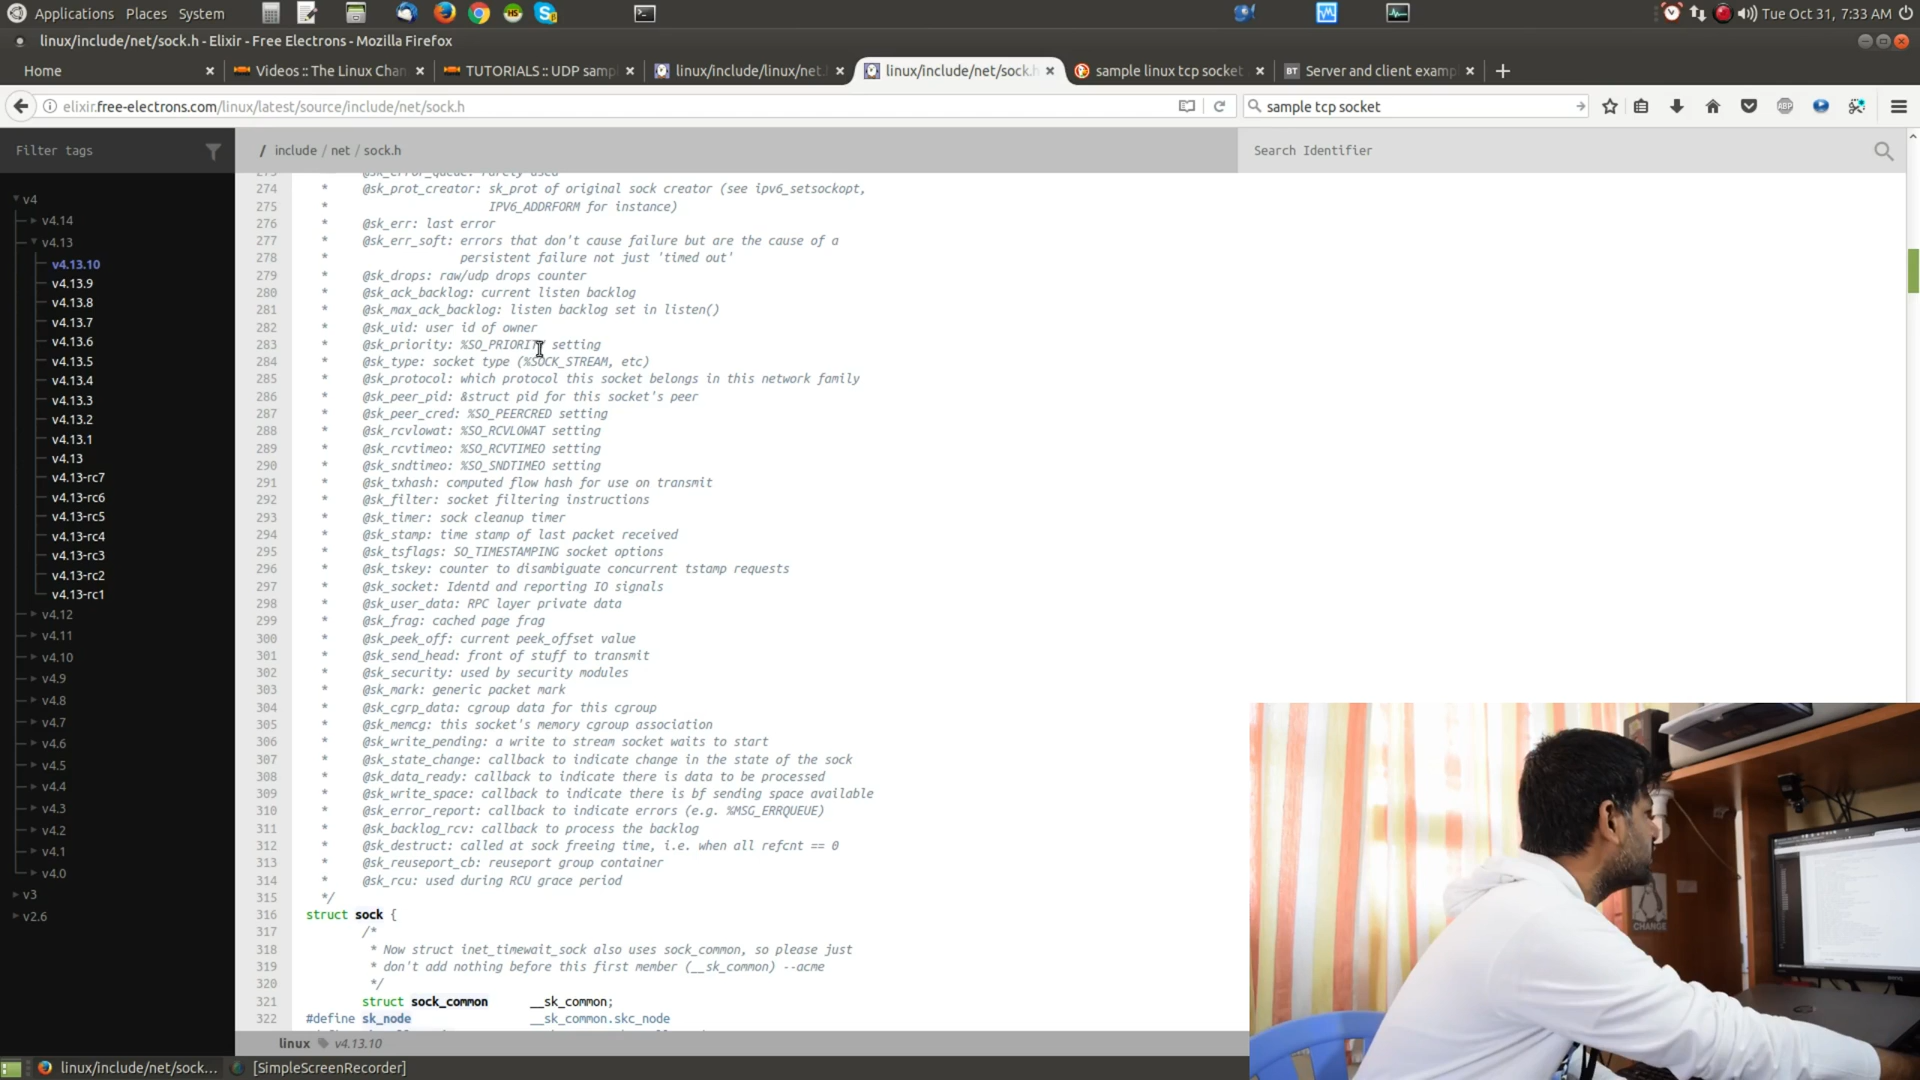 Applications Places System
Tue Oct 31, 7:33 AM
linux/include/net/sock.h - Elixir - Free Electrons - Mozilla Firefox
Home
Videos :: The Linux Chan
TUTORIALS :: UDP samp
linux/include/linux/net.
linux/include/net/sock.h
sample linux tcp socket
BT Server and client examp
elixir.free-electrons.com/linux/latest/source/include/net/sock.h
sample tcp socket
ABP
Filter tags
/ include / net / sock.h
Search Identifier
v4
v4.14
v4.13
v4.13.10
v4.13.9
v4.13.8
v4.13.7
v4.13.6
v4.13.5
v4.13.4
v4.13.3
v4.13.2
v4.13.1
v4.13
v4.13-rc7
v4.13-rc6
v4.13-rc5
v4.13-rc4
v4.13-rc3
v4.13-rc2
v4.13-rc1
v4.12
v4.11
v4.10
v4.9
v4.8
v4.7
v4.6
v4.5
v4.4
v4.3
v4.2
v4.1
v4.0
v3
v2.6
273 * @sk_error_queue: rarely used
274 * @sk_prot_creator: sk_prot of original sock creator (see ipv6_setsockopt,
275 * IPV6_ADDRFORM for instance)
276 * @sk_err: last error
277 * @sk_err_soft: errors that don't cause failure but are the cause of a
278 * persistent failure not just 'timed out'
279 * @sk_drops: raw/udp drops counter
280 * @sk_ack_backlog: current listen backlog
281 * @sk_max_ack_backlog: listen backlog set in listen()
282 * @sk_uid: user id of owner
283 * @sk_priority: %SO_PRIORITY setting
284 * @sk_type: socket type (%SOCK_STREAM, etc)
285 * @sk_protocol: which protocol this socket belongs in this network family
286 * @sk_peer_pid: &struct pid for this socket's peer
287 * @sk_peer_cred: %SO_PEERCRED setting
288 * @sk_rcvlowat: %SO_RCVLOWAT setting
289 * @sk_rcvtimeo: %SO_RCVTIMEO setting
290 * @sk_sndtimeo: %SO_SNDTIMEO setting
291 * @sk_txhash: computed flow hash for use on transmit
292 * @sk_filter: socket filtering instructions
293 * @sk_timer: sock cleanup timer
294 * @sk_stamp: time stamp of last packet received
295 * @sk_tsflags: SO_TIMESTAMPING socket options
296 * @sk_tskey: counter to disambiguate concurrent tstamp requests
297 * @sk_socket: Identd and reporting IO signals
298 * @sk_user_data: RPC layer private data
299 * @sk_frag: cached page frag
300 * @sk_peek_off: current peek_offset value
301 * @sk_send_head: front of stuff to transmit
302 * @sk_security: used by security modules
303 * @sk_mark: generic packet mark
304 * @sk_cgrp_data: cgroup data for this cgroup
305 * @sk_memcg: this socket's memory cgroup association
306 * @sk_write_pending: a write to stream socket waits to start
307 * @sk_state_change: callback to indicate change in the state of the sock
308 * @sk_data_ready: callback to indicate there is data to be processed
309 * @sk_write_space: callback to indicate there is bf sending space available
310 * @sk_error_report: callback to indicate errors (e.g. %MSG_ERRQUEUE)
311 * @sk_backlog_rcv: callback to process the backlog
312 * @sk_destruct: called at sock freeing time, i.e. when all refcnt == 0
313 * @sk_reuseport_cb: reuseport group container
314 * @sk_rcu: used during RCU grace period
315 */
316 struct sock {
317 /*
318 * Now struct inet_timewait_sock also uses sock_common, so please just
319 * don't add nothing before this first member (__sk_common) --acme
320 */
321 struct sock_common __sk_common;
322 #define sk_node __sk_common.skc_node
linux v4.13.10
CHANGE
linux/include/net/sock...
[SimpleScreenRecorder]